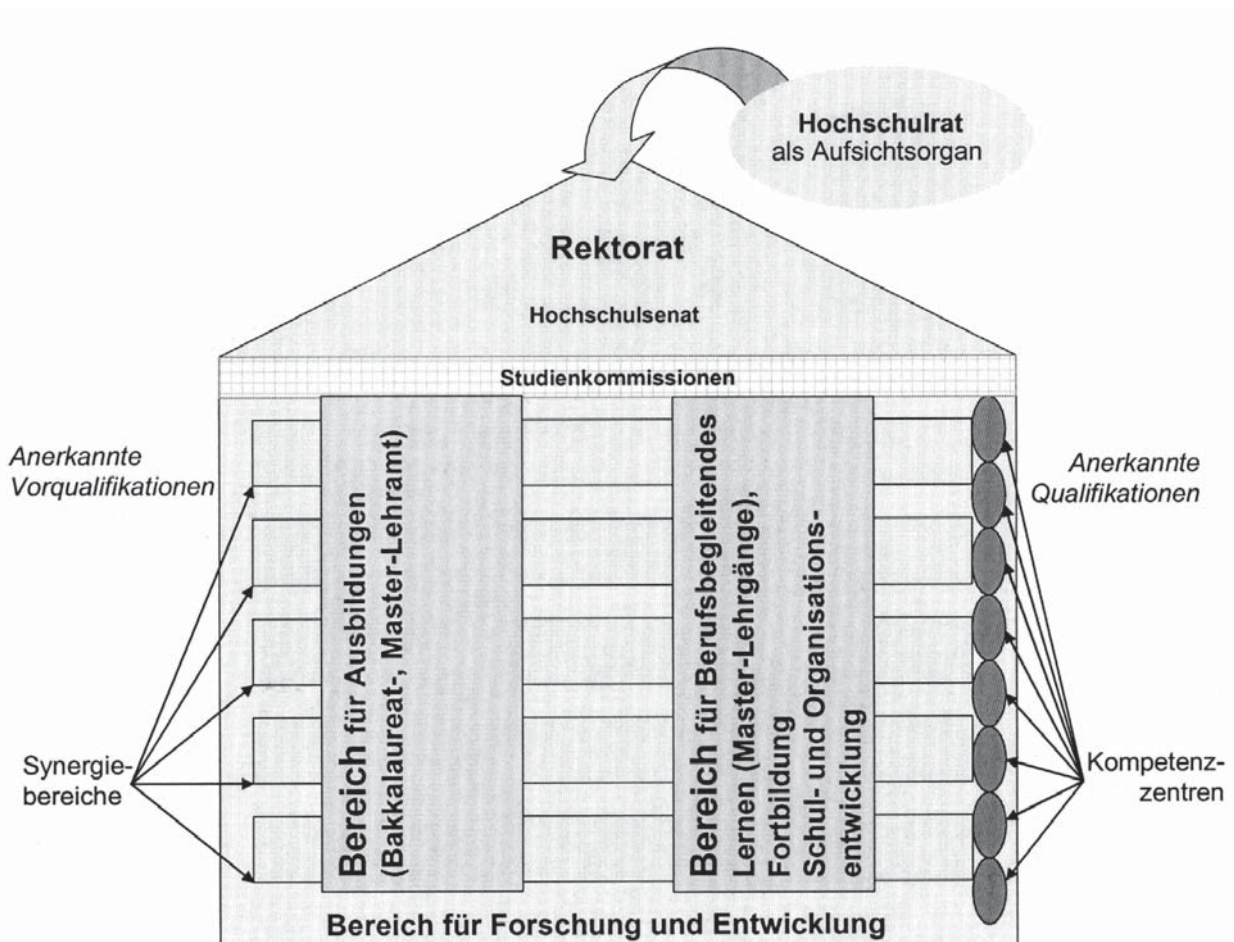 Hochschulrat
als Aufsichtsorgan
Rektorat
Hochschulsenat
Studienkommissionen
Anerkannte
Vorqualifikationen
Synergie-
bereiche
Bereich für Ausbildungen
(Bakkalaureat-, Master-Lehramt)
Bereich für Berufsbegleitendes
Lernen (Master-Lehrgänge),
Fortbildung
Schul- und Organisations-
entwicklung
Anerkannte
Qualifikationen
Kompetenz-
zentren
Bereich für Forschung und Entwicklung